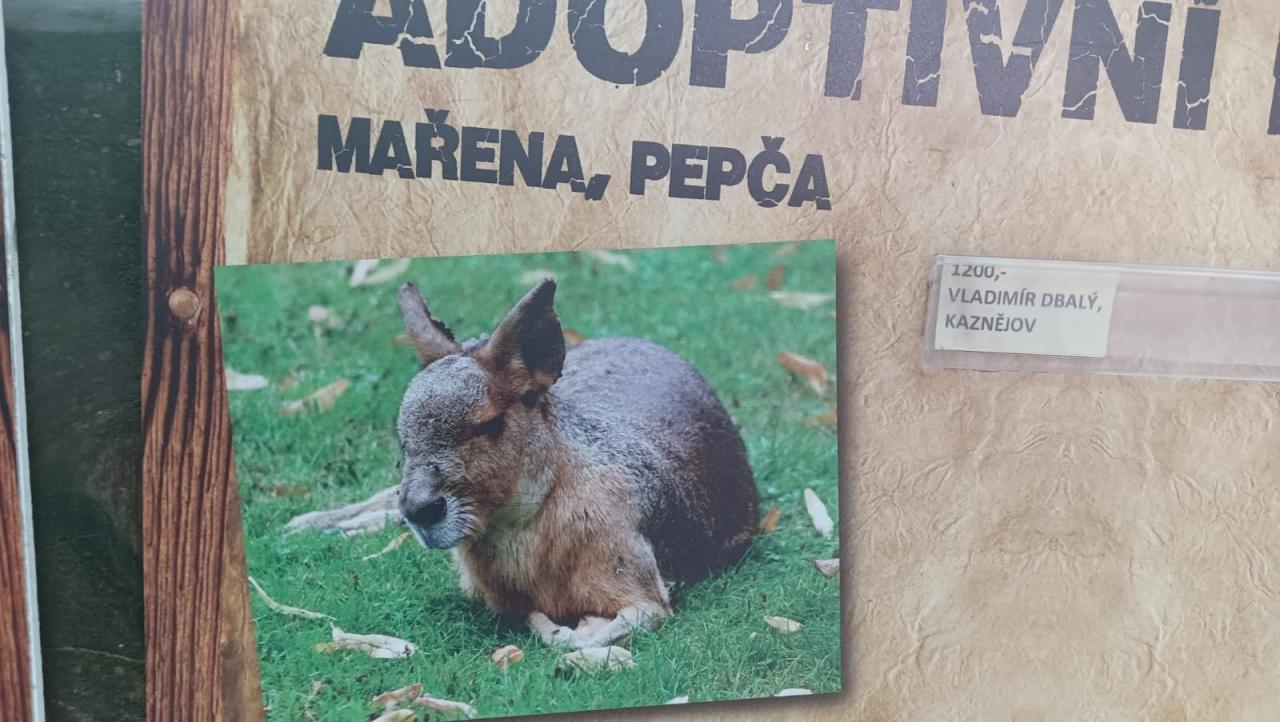 ADOPTIVNÍ
MAŘENA, PEPČA
1200,-
VLADIMÍR DBALÝ,
KAZNĚJOV